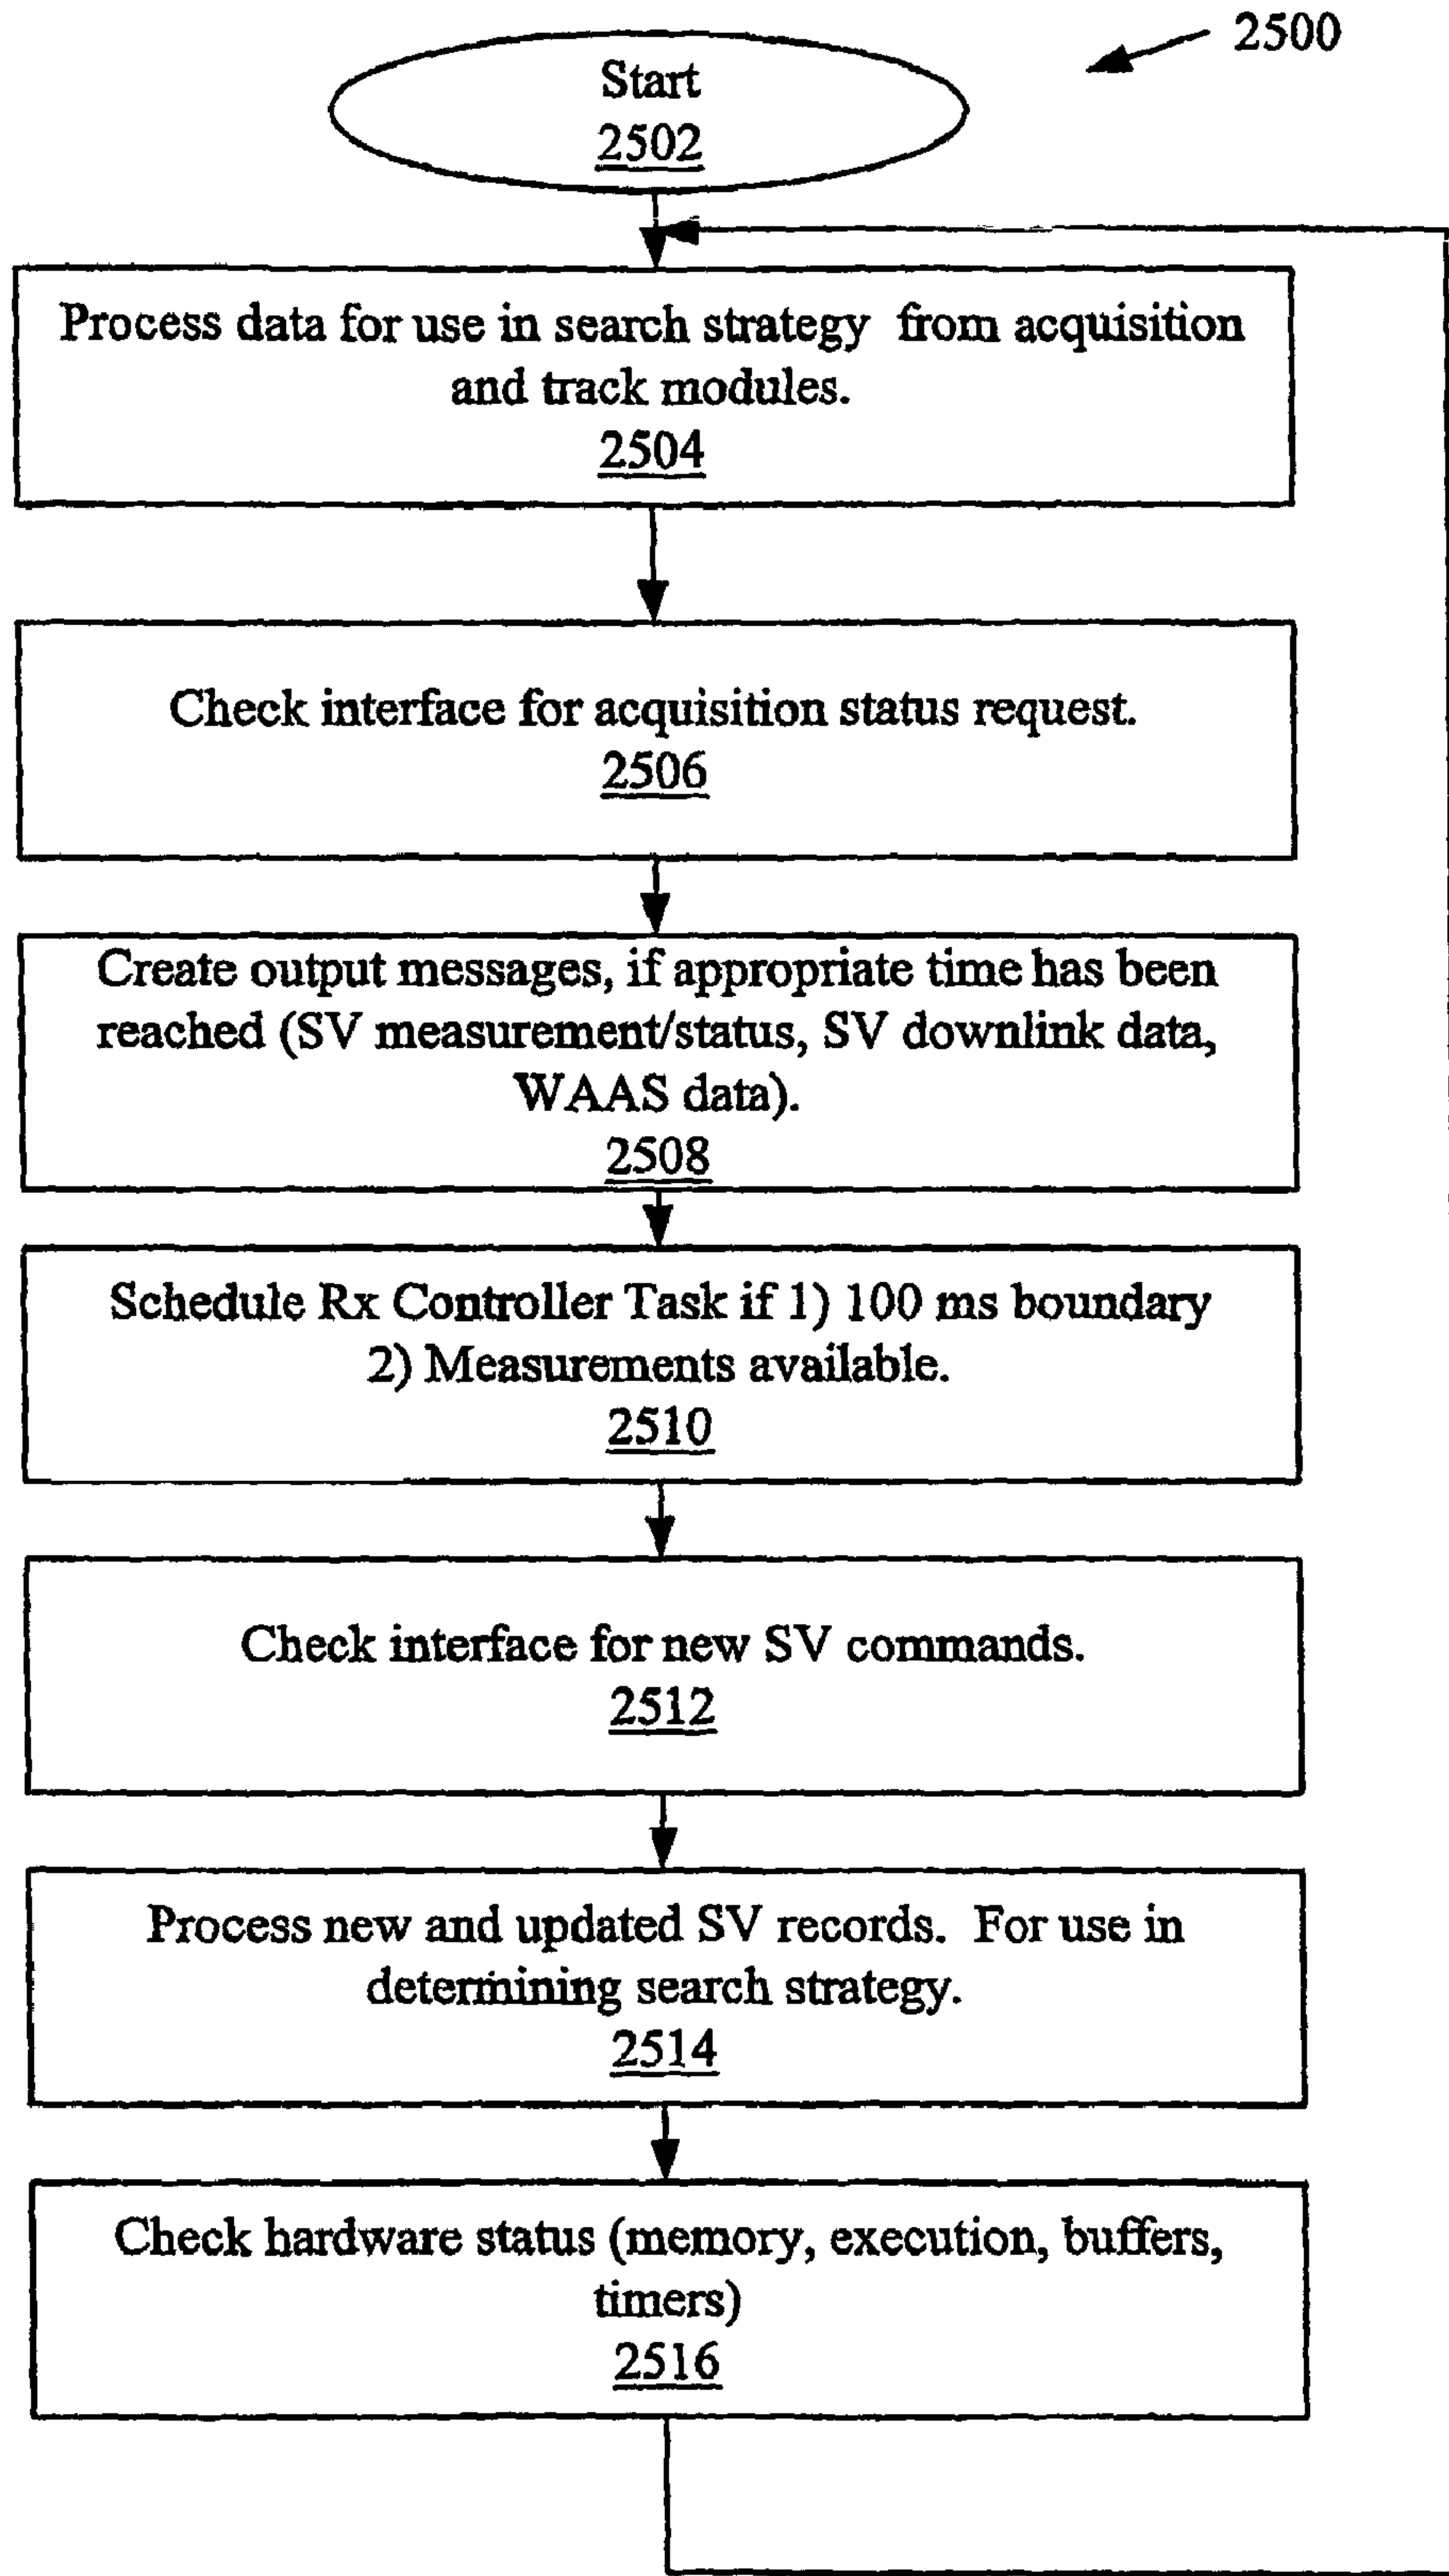 2500
Start
2502
Process data for use in search strategy from acquisition
and track modules.
2504
Check interface for acquisition status request.
2506
Create output messages, if appropriate time has been
reached (SV measurement/status, SV downlink data,
WAAS data).
2508
Schedule Rx Controller Task if 1) 100 ms boundary
2) Measurements available.
2510
Check interface for new SV commands.
2512
Process new and updated SV records. For use in
determining search strategy.
2514
Check hardware status (memory, execution, buffers,
timers)
2516